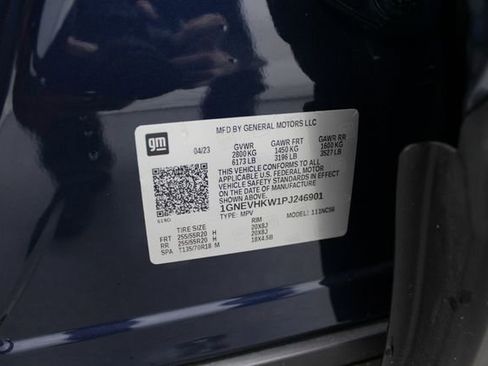 MFD BY GENERAL MOTORS LLC
gm
04/23
GVWR GAWR FRT GAWR RR
2800 KG 1450 KG 1600 KG
6173 LB 3196 LB 3527 LB
THIS VEHICLE CONFORMS TO ALL
APPLICABLE U.S. FEDERAL MOTOR
VEHICLE SAFETY STANDARDS IN EFFECT
ON THE DATE OF MANUFACTURE
SHOWN ABOVE.
1GNEVHKW1PJ246901
TYPE: MPV MODEL: 1NC56
TIRE SIZE RIM
FRT 255/55R20 H 20X8J
RR 255/55R20 H 20X8J
SPA T135/70R18 M 18X4.5B